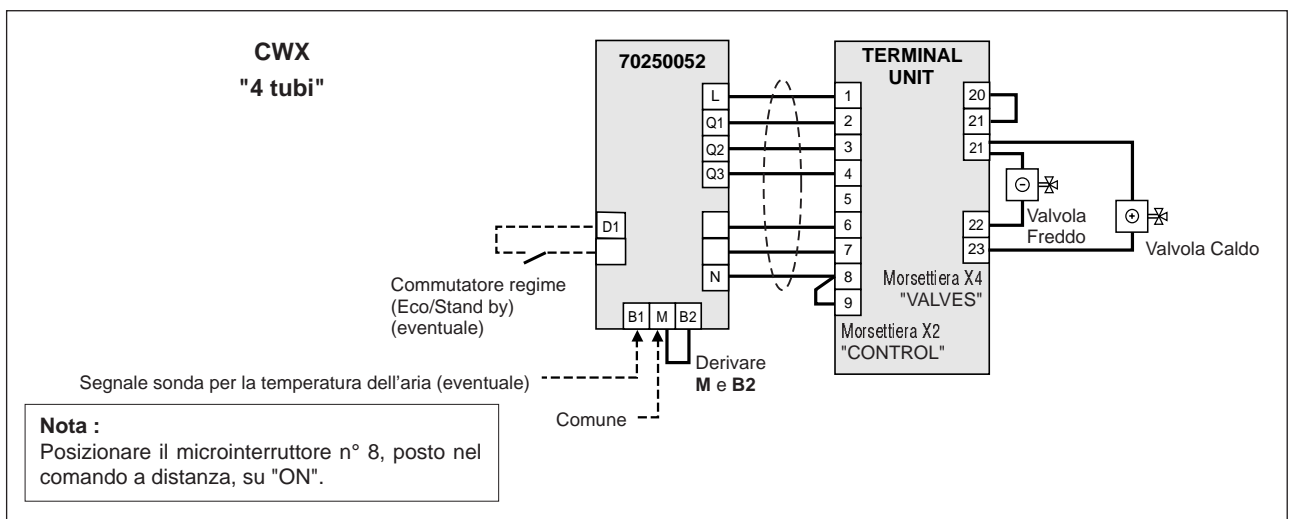 CWX
"4 tubi"
70250052
L
Q1
Q2
Q3
N
D1
B1 M B2
TERMINAL
UNIT
1
2
3
4
5
6
7
8
9
20
21
21
22
23
Valvola
Freddo
Valvola Caldo
Morsettiera X4
"VALVES"
Morsettiera X2
"CONTROL"
Commutatore regime
(Eco/Stand by)
(eventuale)
Derivare
M e B2
Segnale sonda per la temperatura dell'aria (eventuale)
Comune
Nota :
Posizionare il microinterruttore n° 8, posto nel
comando a distanza, su "ON".